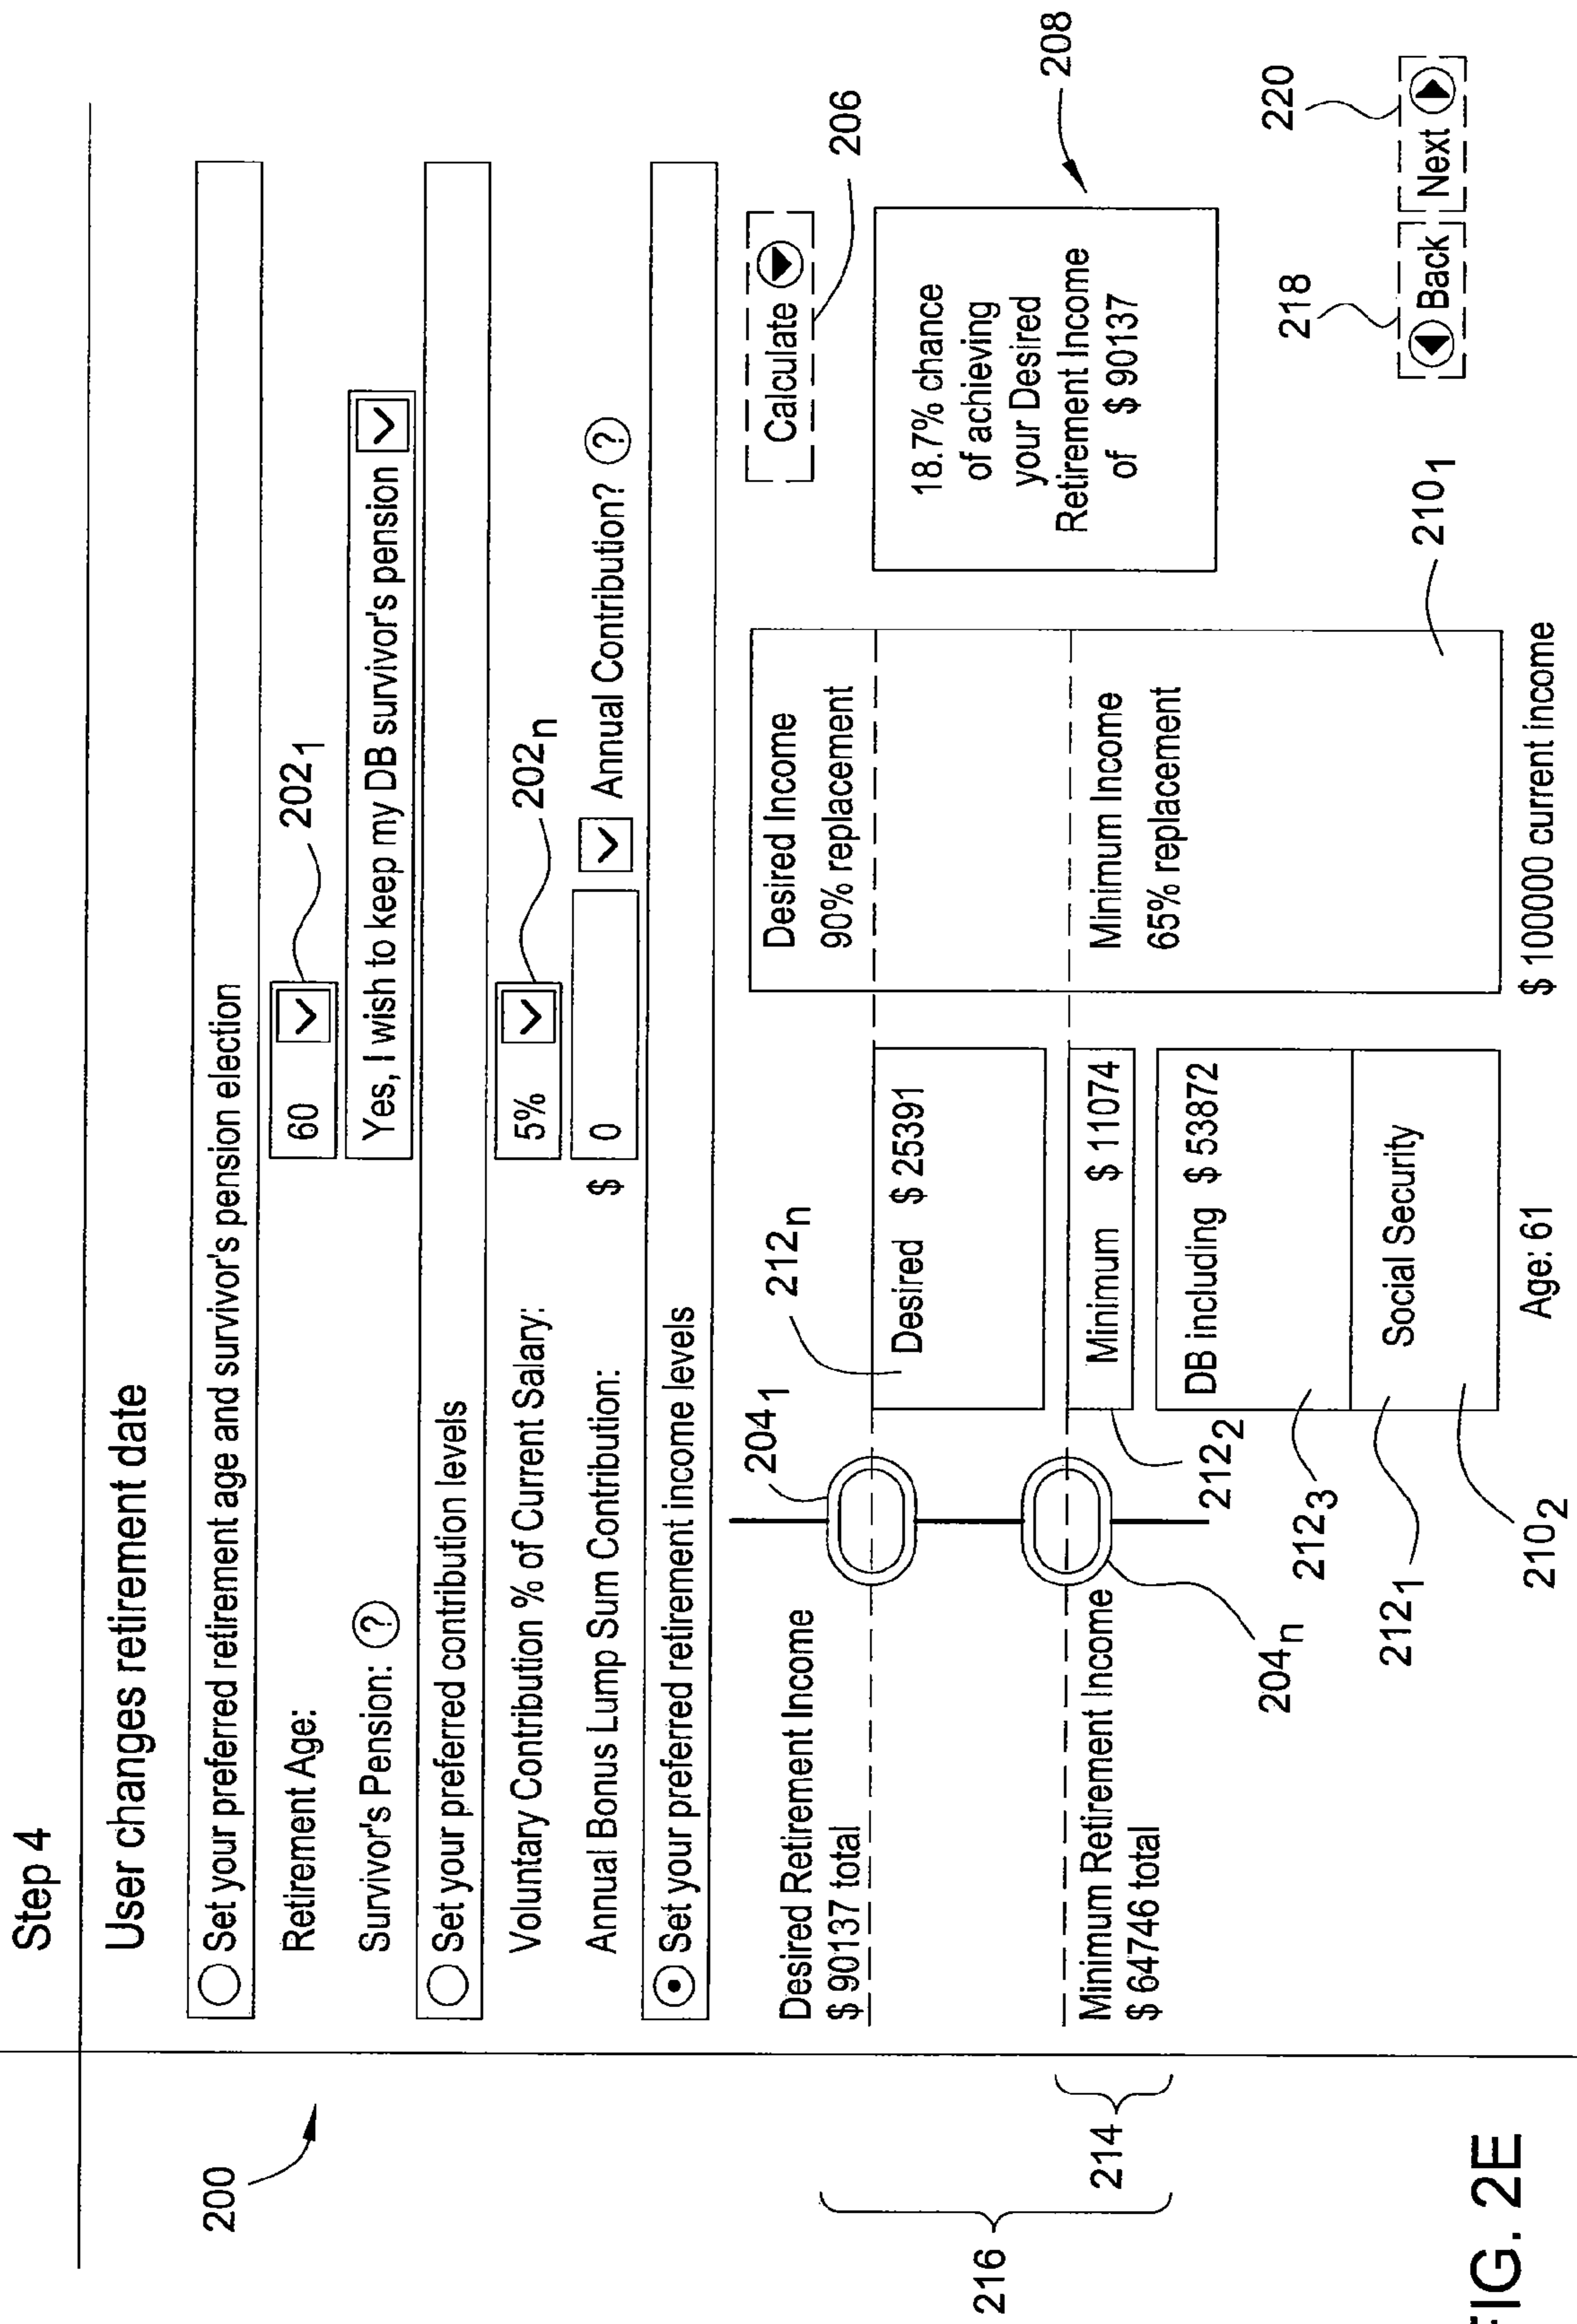 Step 4
User changes retirement date
200
Set your preferred retirement age and survivor's pension election
Retirement Age:
60
202₁
Survivor's Pension: ?
Yes, I wish to keep my DB survivor's pension
Set your preferred contribution levels
Voluntary Contribution % of Current Salary:
5%
202ₙ
Annual Bonus Lump Sum Contribution:
$ 0
Annual Contribution? ?
Set your preferred retirement income levels
Calculate
206
Desired Retirement Income
$ 90137 total
204₁
212ₙ
Desired $ 25391
Desired Income
90% replacement
18.7% chance
of achieving
your Desired
Retirement Income
of $ 90137
208
216
214
Minimum Retirement Income
$ 64746 total
204ₙ
212₂
Minimum $ 11074
Minimum Income
65% replacement
212₃
DB including $ 53872
212₁
Social Security
210₂
Age: 61
210₁
$ 100000 current income
218
220
Back
Next
FIG. 2E